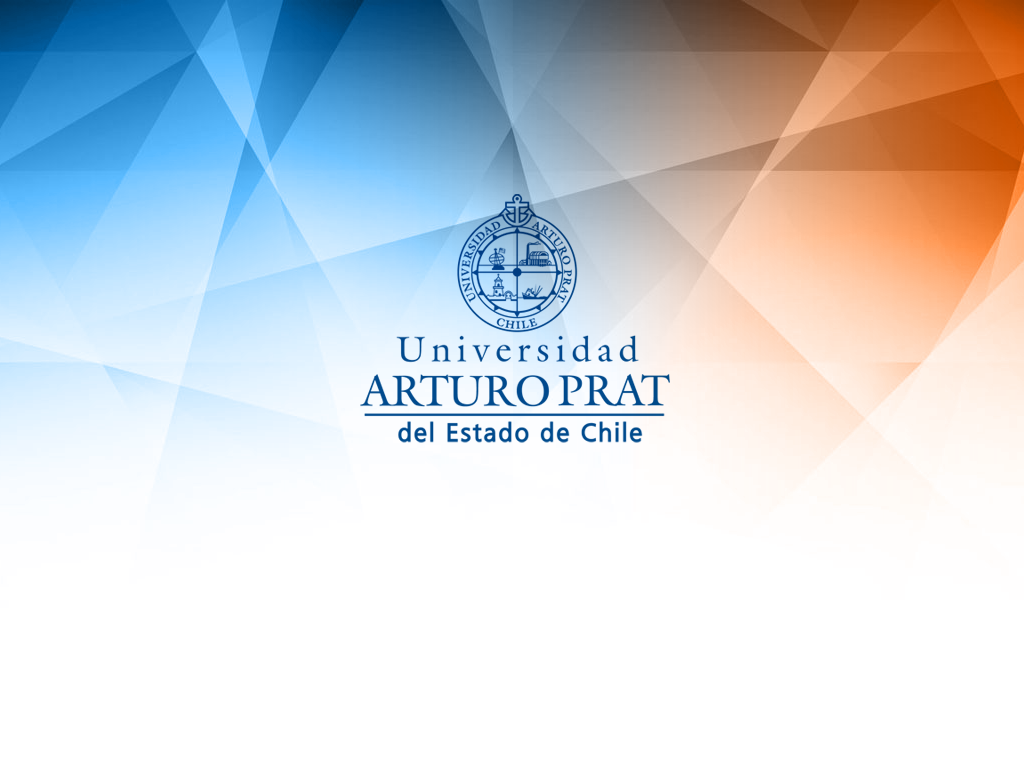 UNIVERSIDAD ARTURO PRAT
CHILE
Universidad
ARTURO PRAT
del Estado de Chile